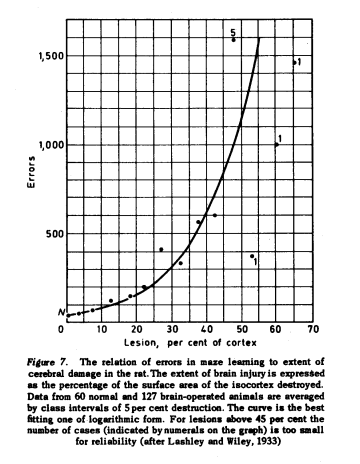 5
1,500
1
1,000
1
Errors
500
1
N
0 10 20 30 40 50 60 70
Lesion, per cent of cortex
Figure 7. The relation of errors in maze learning to extent of
cerebral damage in the rat. The extent of brain injury is expressed
as the percentage of the surface area of the isocortex destroyed.
Data from 60 normal and 127 brain-operated animals are averaged
by class intervals of 5 per cent destruction. The curve is the best
fitting one of logarithmic form. For lesions above 45 per cent the
number of cases (indicated by numerals on the graph) is too small
for reliability (after Lashley and Wiley, 1933)